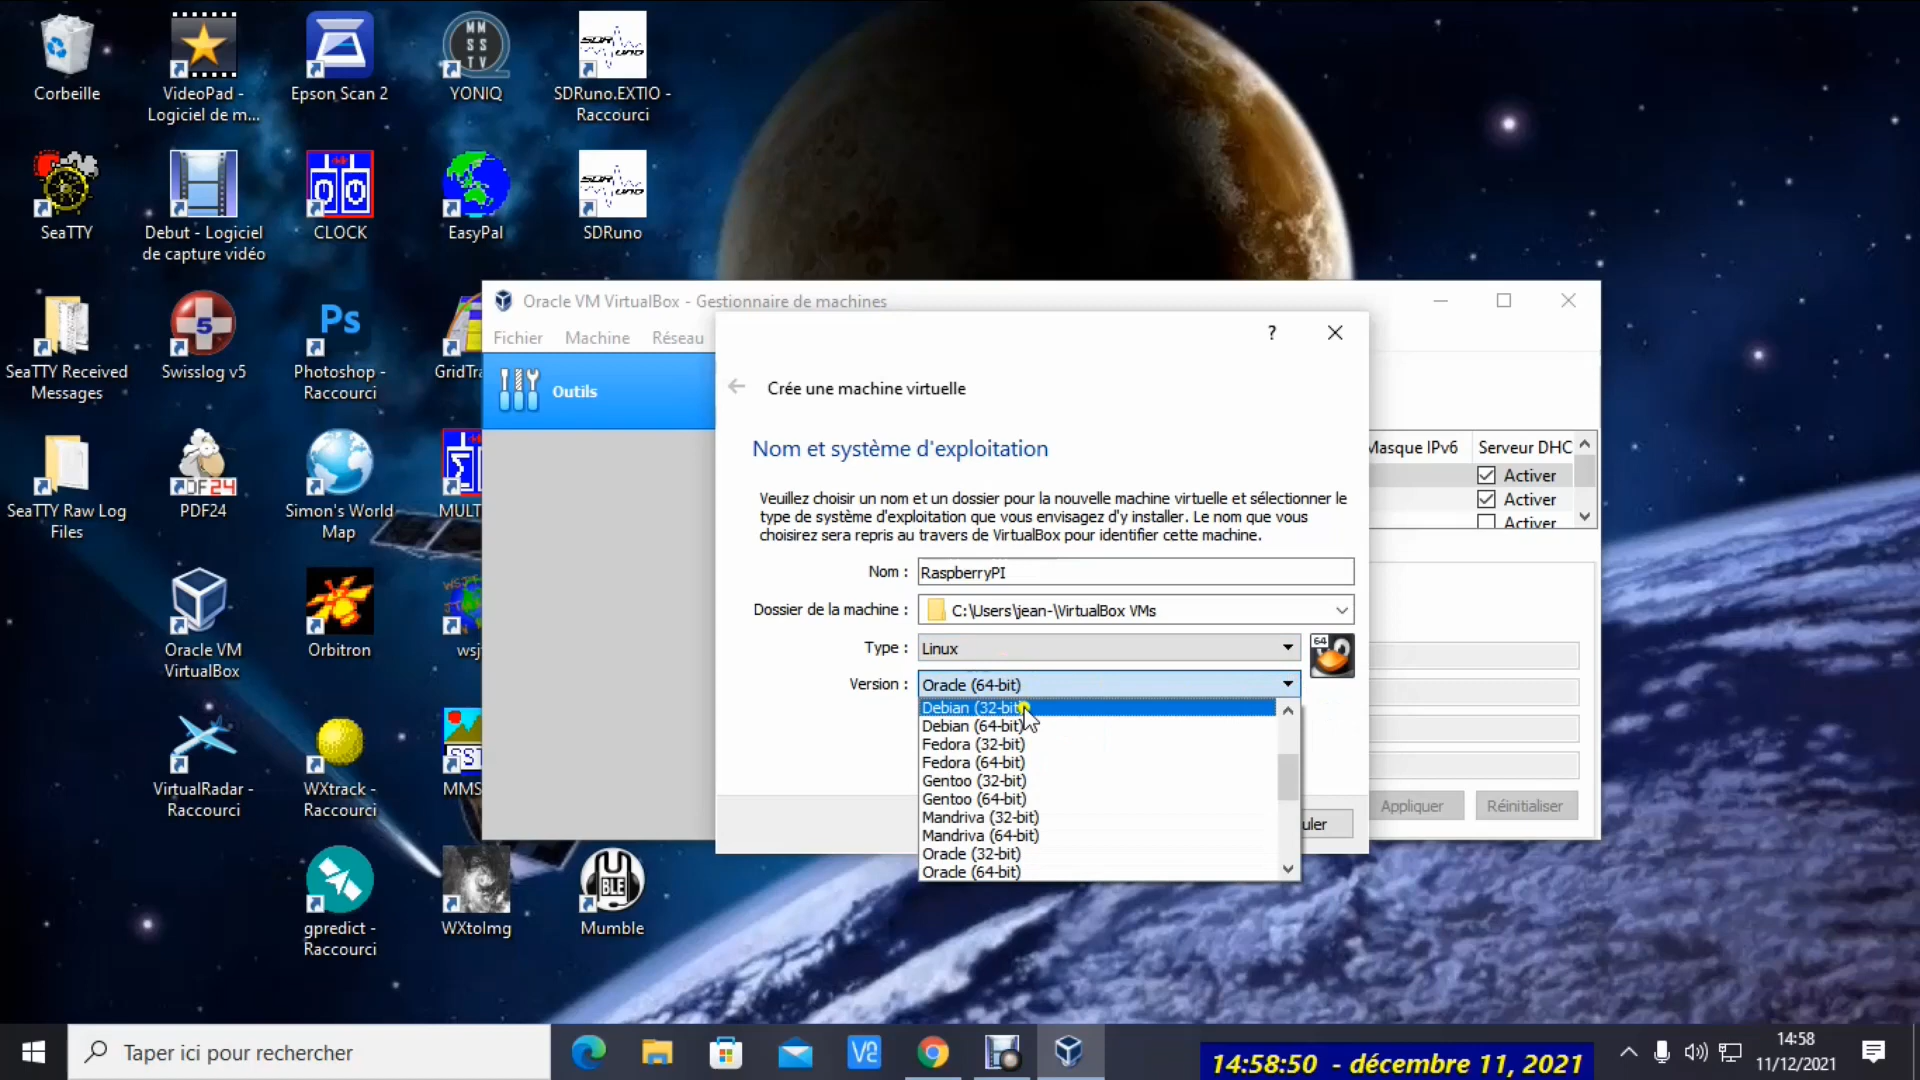 Corbeille
VideoPad -
Logiciel de m...
Epson Scan 2
MM
SS
TV
YONIQ
SDRuno.EXTIO -
Raccourci
SeaTTY
Debut - Logiciel
de capture vidéo
CLOCK
EasyPal
SDRuno
SeaTTY Received
Messages
5
Swisslog v5
Ps
Photoshop -
Raccourci
GridTra
SeaTTY Raw Log
Files
PDF24
Simon's World
Map
MULT
Oracle VM
VirtualBox
Orbitron
wsj
VirtualRadar -
Raccourci
WXtrack -
Raccourci
MMS
gpredict -
Raccourci
WXtoImg
Mumble
Oracle VM VirtualBox - Gestionnaire de machines
Fichier Machine Réseau
Outils
Masque IPv6 Serveur DHC
Activer
Activer
Activer
Appliquer Réinitialiser
?
Crée une machine virtuelle
Nom et système d'exploitation
Veuillez choisir un nom et un dossier pour la nouvelle machine virtuelle et sélectionner le
type de système d'exploitation que vous envisagez d'y installer. Le nom que vous
choisirez sera repris au travers de VirtualBox pour identifier cette machine.
Nom : RaspberryPI
Dossier de la machine : C:\Users\jean-\VirtualBox VMs
Type : Linux
64
Version : Oracle (64-bit)
Debian (32-bit)
Debian (64-bit)
Fedora (32-bit)
Fedora (64-bit)
Gentoo (32-bit)
Gentoo (64-bit)
Mandriva (32-bit)
Mandriva (64-bit)
Oracle (32-bit)
Oracle (64-bit)
uler
Taper ici pour rechercher
14:58:50 - décembre 11, 2021
14:58
11/12/2021